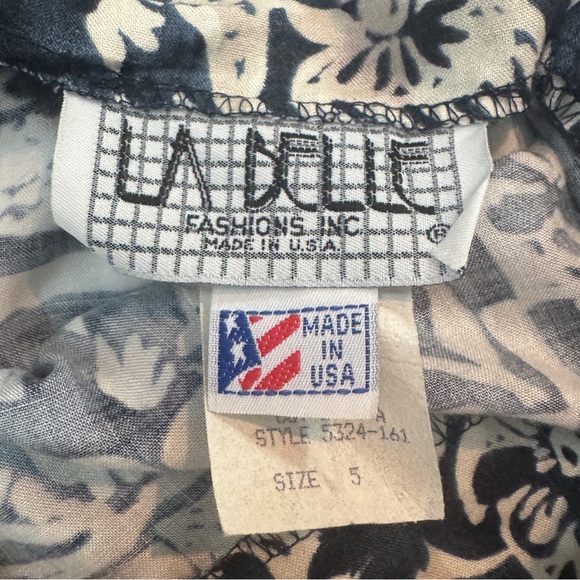 LA BELLE
FASHIONS, INC.
MADE IN U.S.A.
®
MADE
IN
USA
STYLE 5324-161
SIZE 5